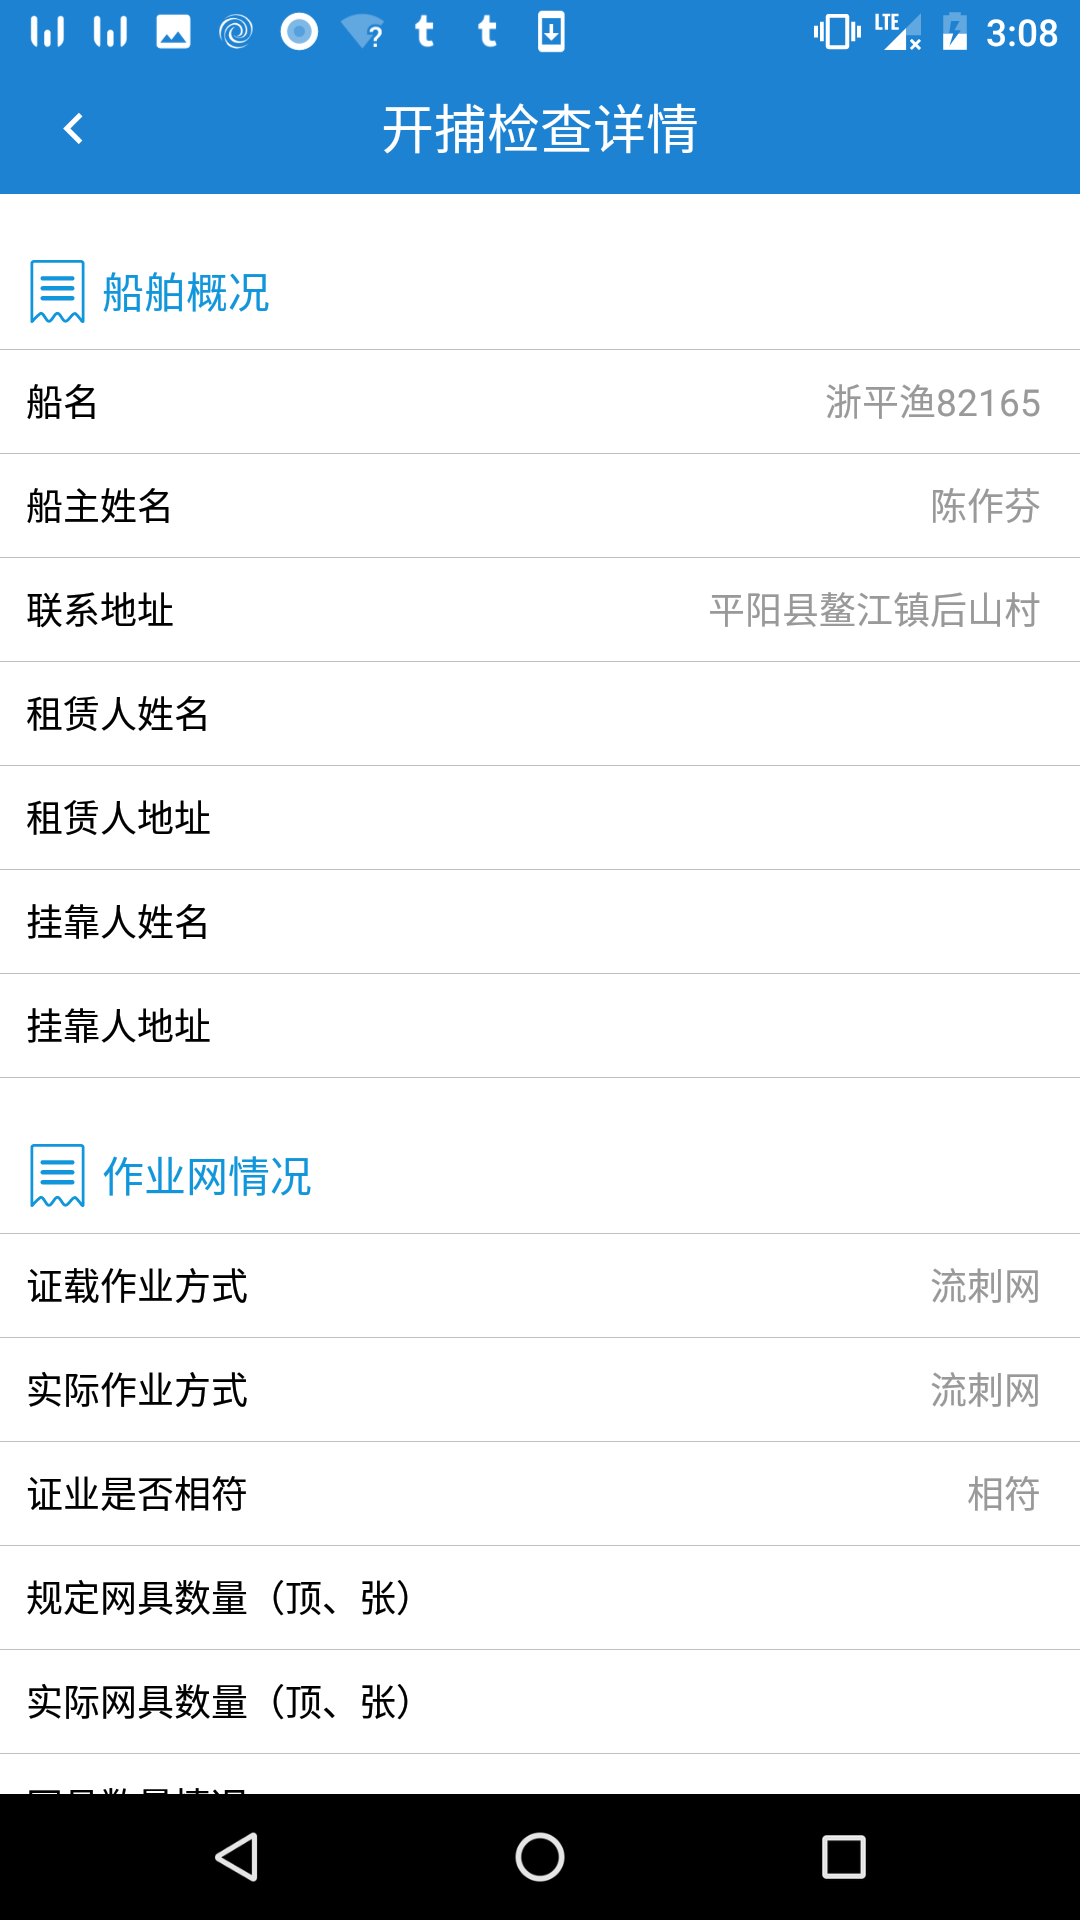 LTE 3:08
开捕检查详情
船舶概况
船名 浙平渔82165
船主姓名 陈作芬
联系地址 平阳县鳌江镇后山村
租赁人姓名
租赁人地址
挂靠人姓名
挂靠人地址
作业网情况
证载作业方式 流刺网
实际作业方式 流刺网
证业是否相符 相符
规定网具数量（顶、张）
实际网具数量（顶、张）